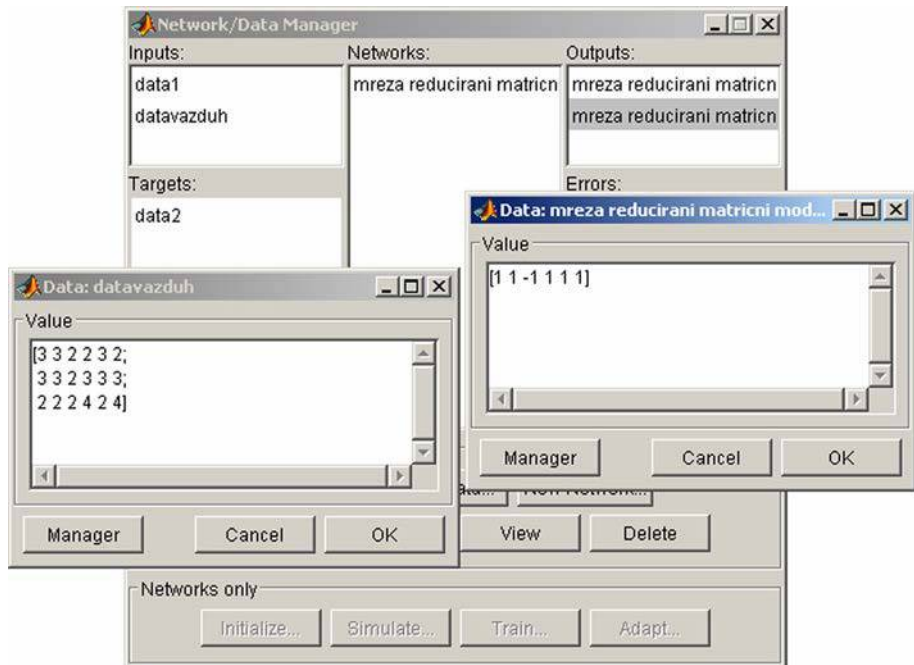 Network/Data Manager
Inputs:
Networks:
Outputs:
data1
datavazduh
mreza reducirani matricn
mreza reducirani matricn
mreza reducirani matricn
Targets:
data2
Errors:
Data: mreza reducirani matricni mod...
Value
[1 1 -1 1 1 1]
Manager
Cancel
OK
Data: datavazduh
Value
[3 3 2 2 3 2;
3 3 2 3 3 3;
2 2 2 4 2 4]
Manager
Cancel
OK
View
Delete
Networks only
Initialize...
Simulate...
Train...
Adapt...